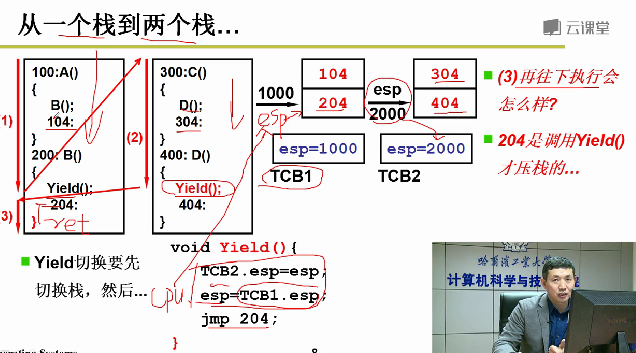 从一个栈到两个栈…
云课堂
100:A()
{
B();
104:
}
200: B()
{
Yield();
204:
}
1)
(2)
3)
ret
300:C()
{
D();
304:
}
400: D()
{
Yield();
404:
}
1000
esp
104
204
esp=1000
TCB1
esp
2000
304
404
esp=2000
TCB2
(3)再往下执行会
怎么样?
204是调用Yield()
才压栈的…
Yield切换要先
切换栈，然后…
CPU
void Yield(){
TCB2.esp=esp;
esp=TCB1.esp;
jmp 204;
}
哈尔滨工业大学
计算机科学与技